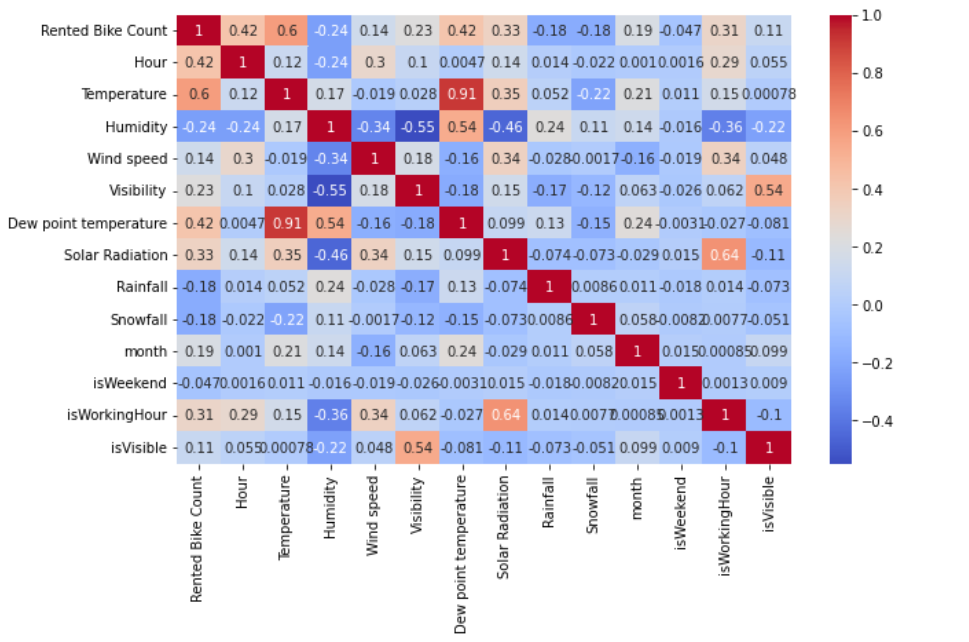 Rented Bike Count 1 0.42 0.6 -0.24 0.14 0.23 0.42 0.33 -0.18 -0.18 0.19 -0.047 0.31 0.11 1.0
Hour 0.42 1 0.12 -0.24 0.3 0.1 0.0047 0.14 0.014 -0.022 0.001 0.0016 0.29 0.055
0.8
Temperature 0.6 0.12 1 0.17 -0.019 0.028 0.91 0.35 0.052 -0.22 0.21 0.011 0.15 0.00078
Humidity -0.24 -0.24 0.17 1 -0.34 -0.55 0.54 -0.46 0.24 0.11 0.14 -0.016 -0.36 -0.22
0.6
Wind speed 0.14 0.3 -0.019 -0.34 1 0.18 -0.16 0.34 -0.028 -0.0017 -0.16 -0.019 0.34 0.048
Visibility 0.23 0.1 0.028 -0.55 0.18 1 -0.18 0.15 -0.17 -0.12 0.063 -0.026 0.062 0.54
0.4
Dew point temperature 0.42 0.0047 0.91 0.54 -0.16 -0.18 1 0.099 0.13 -0.15 0.24 -0.0031 -0.027 -0.081
0.2
Solar Radiation 0.33 0.14 0.35 -0.46 0.34 0.15 0.099 1 -0.074 -0.073 -0.029 0.015 0.64 -0.11
Rainfall -0.18 0.014 0.052 0.24 -0.028 -0.17 0.13 -0.074 1 0.0086 0.011 -0.018 0.014 -0.073
0.0
Snowfall -0.18 -0.022 -0.22 0.11 -0.0017 -0.12 -0.15 -0.073 0.0086 1 0.058 -0.0082 0.0077 -0.051
month 0.19 0.001 0.21 0.14 -0.16 0.063 0.24 -0.029 0.011 0.058 1 0.015 0.00085 0.099
−0.2
isWeekend -0.047 0.0016 0.011 -0.016 -0.019 -0.026 -0.0031 0.015 -0.018 -0.0082 0.015 1 0.0013 0.009
isWorkingHour 0.31 0.29 0.15 -0.36 0.34 0.062 -0.027 0.64 0.014 0.0077 0.00085 0.0013 1 -0.1
−0.4
isVisible 0.11 0.055 0.00078 -0.22 0.048 0.54 -0.081 -0.11 -0.073 -0.051 0.099 0.009 -0.1 1
Rented Bike Count
Hour
Temperature
Humidity
Wind speed
Visibility
Dew point temperature
Solar Radiation
Rainfall
Snowfall
month
isWeekend
isWorkingHour
isVisible